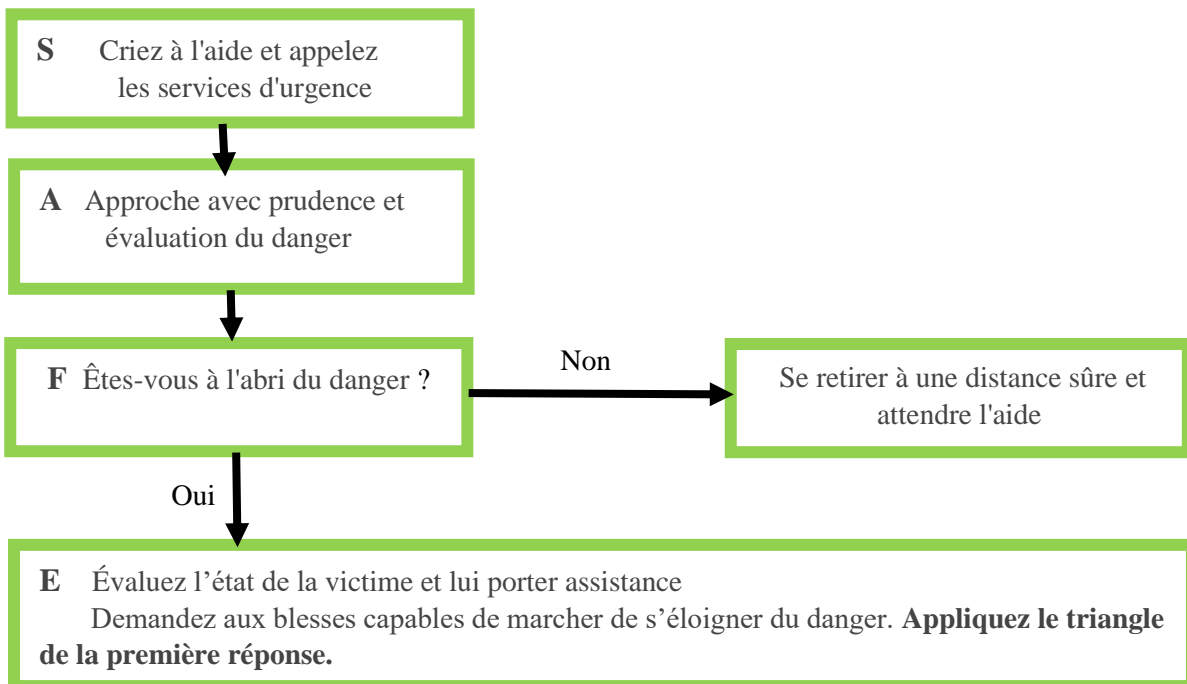 S Criez à l'aide et appelez
les services d'urgence
A Approche avec prudence et
évaluation du danger
F Êtes-vous à l'abri du danger ?
Non
Se retirer à une distance sûre et
attendre l'aide
Oui
E Évaluez l’état de la victime et lui porter assistance
Demandez aux blesses capables de marcher de s’éloigner du danger. Appliquez le triangle
de la première réponse.